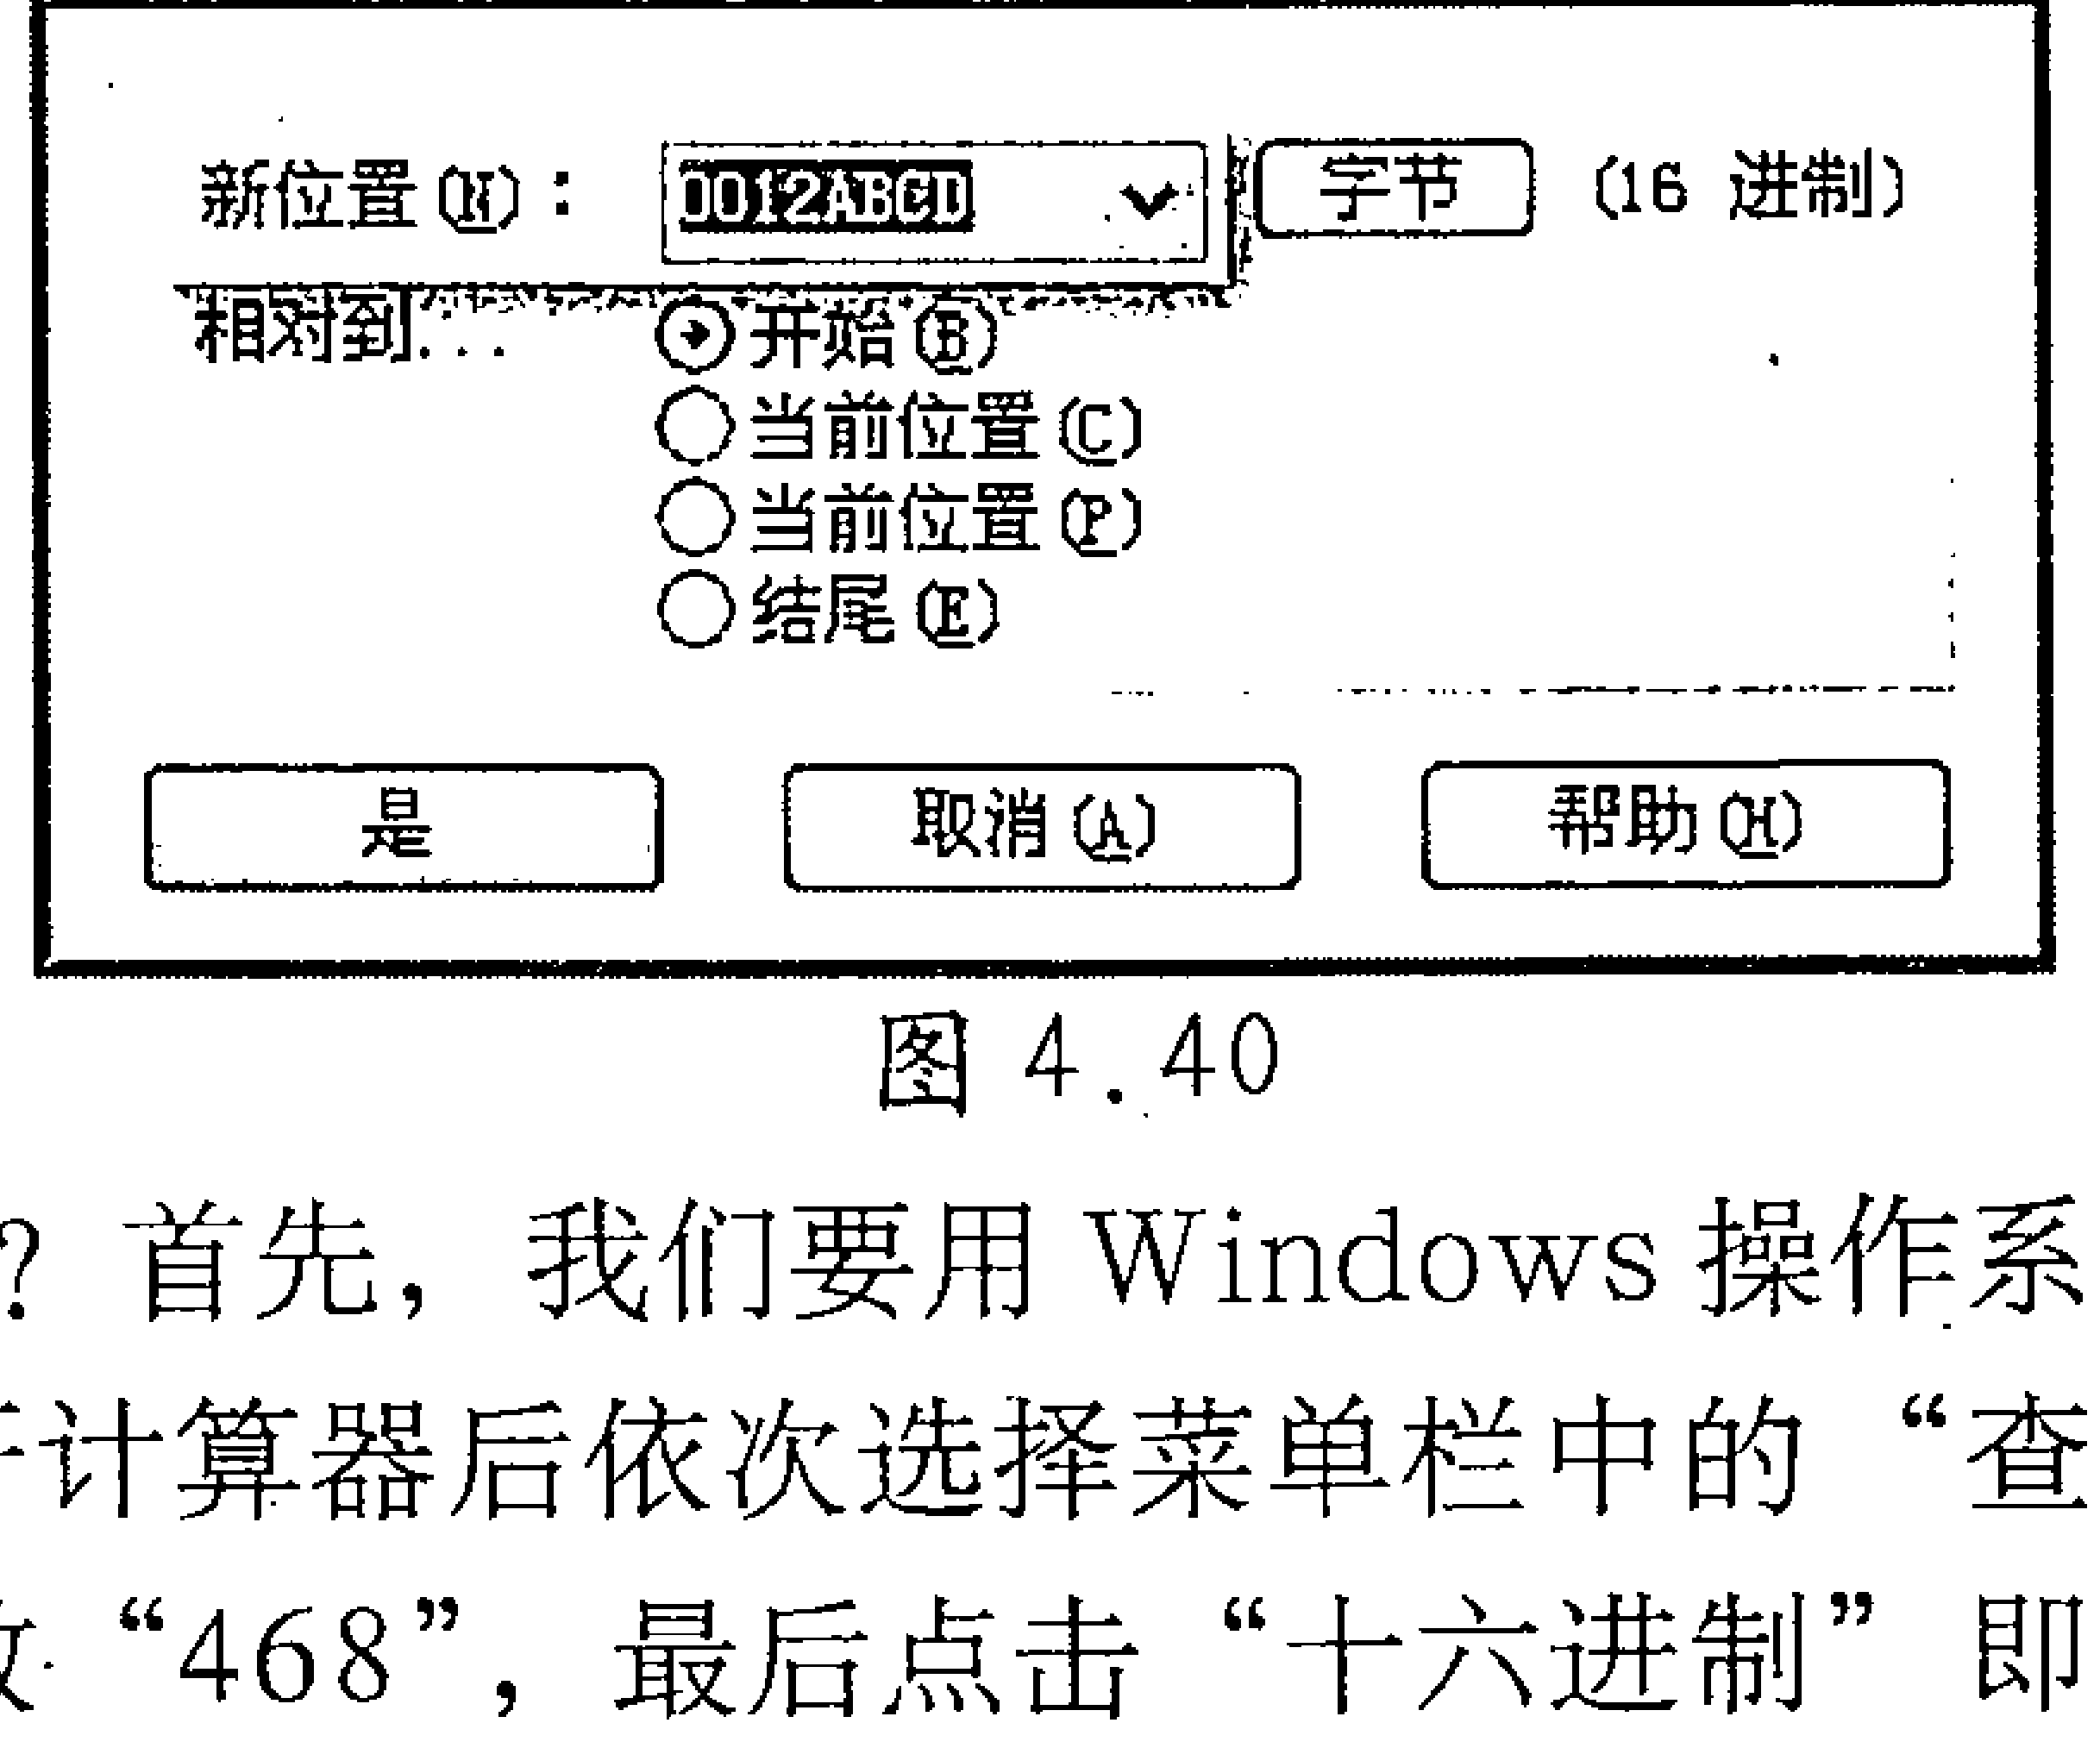 新位置(N)： 0012ABCD 字节 (16 进制)
相对到... 开始(B)
当前位置(C)
当前位置(P)
结尾(E)
是 取消(A) 帮助(H)
图 4.40
？首先，我们要用 Windows 操作系
计算器后依次选择菜单栏中的 “查
“468”，最后点击 “十六进制” 即